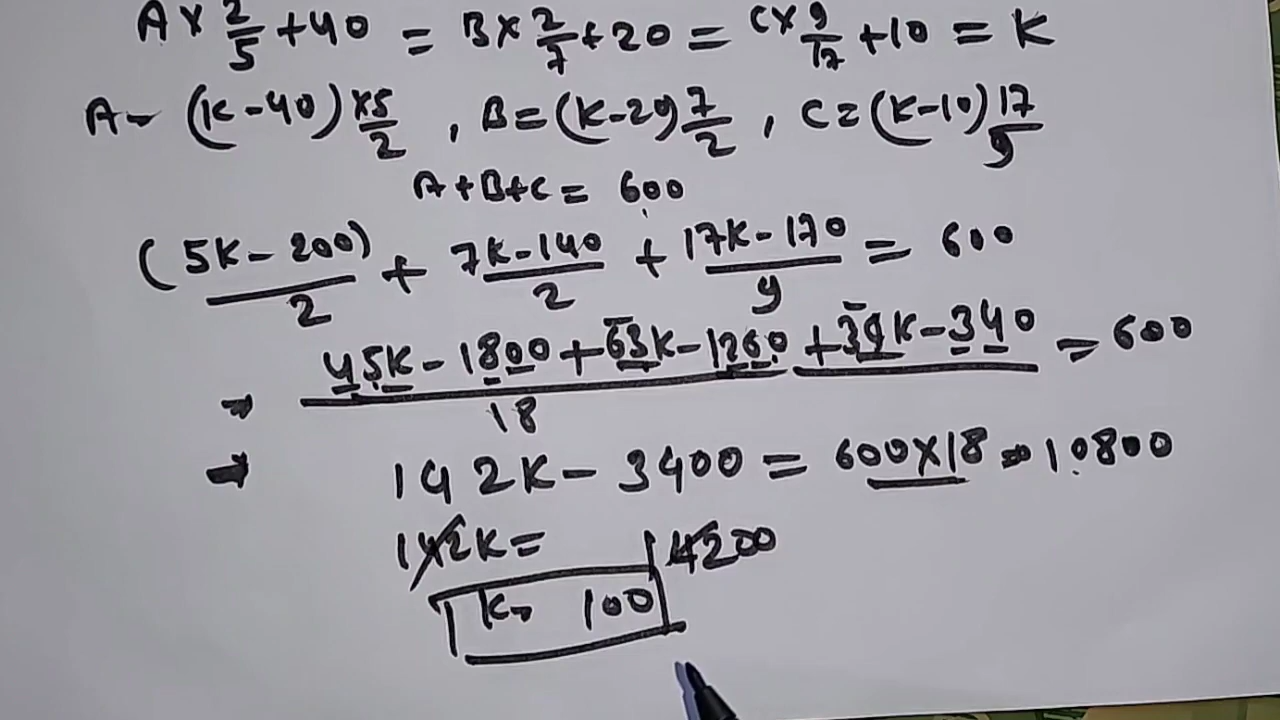 A × 2/5 + 40 = B × 2/7 + 20 = C × 9/17 + 10 = K
A = (K-40) × 5/2 , B = (K-20) 7/2 , C = (K-10) 17/9
A + B + C = 600
(5K - 200)/2 + 7K - 140/2 + 17K - 170/9 = 600
⇒ 45K - 1800 + 63K - 1260 + 34K - 340/18 = 600
⇒ 142K - 3400 = 600 × 18 = 10800
142K = 14200
K = 100